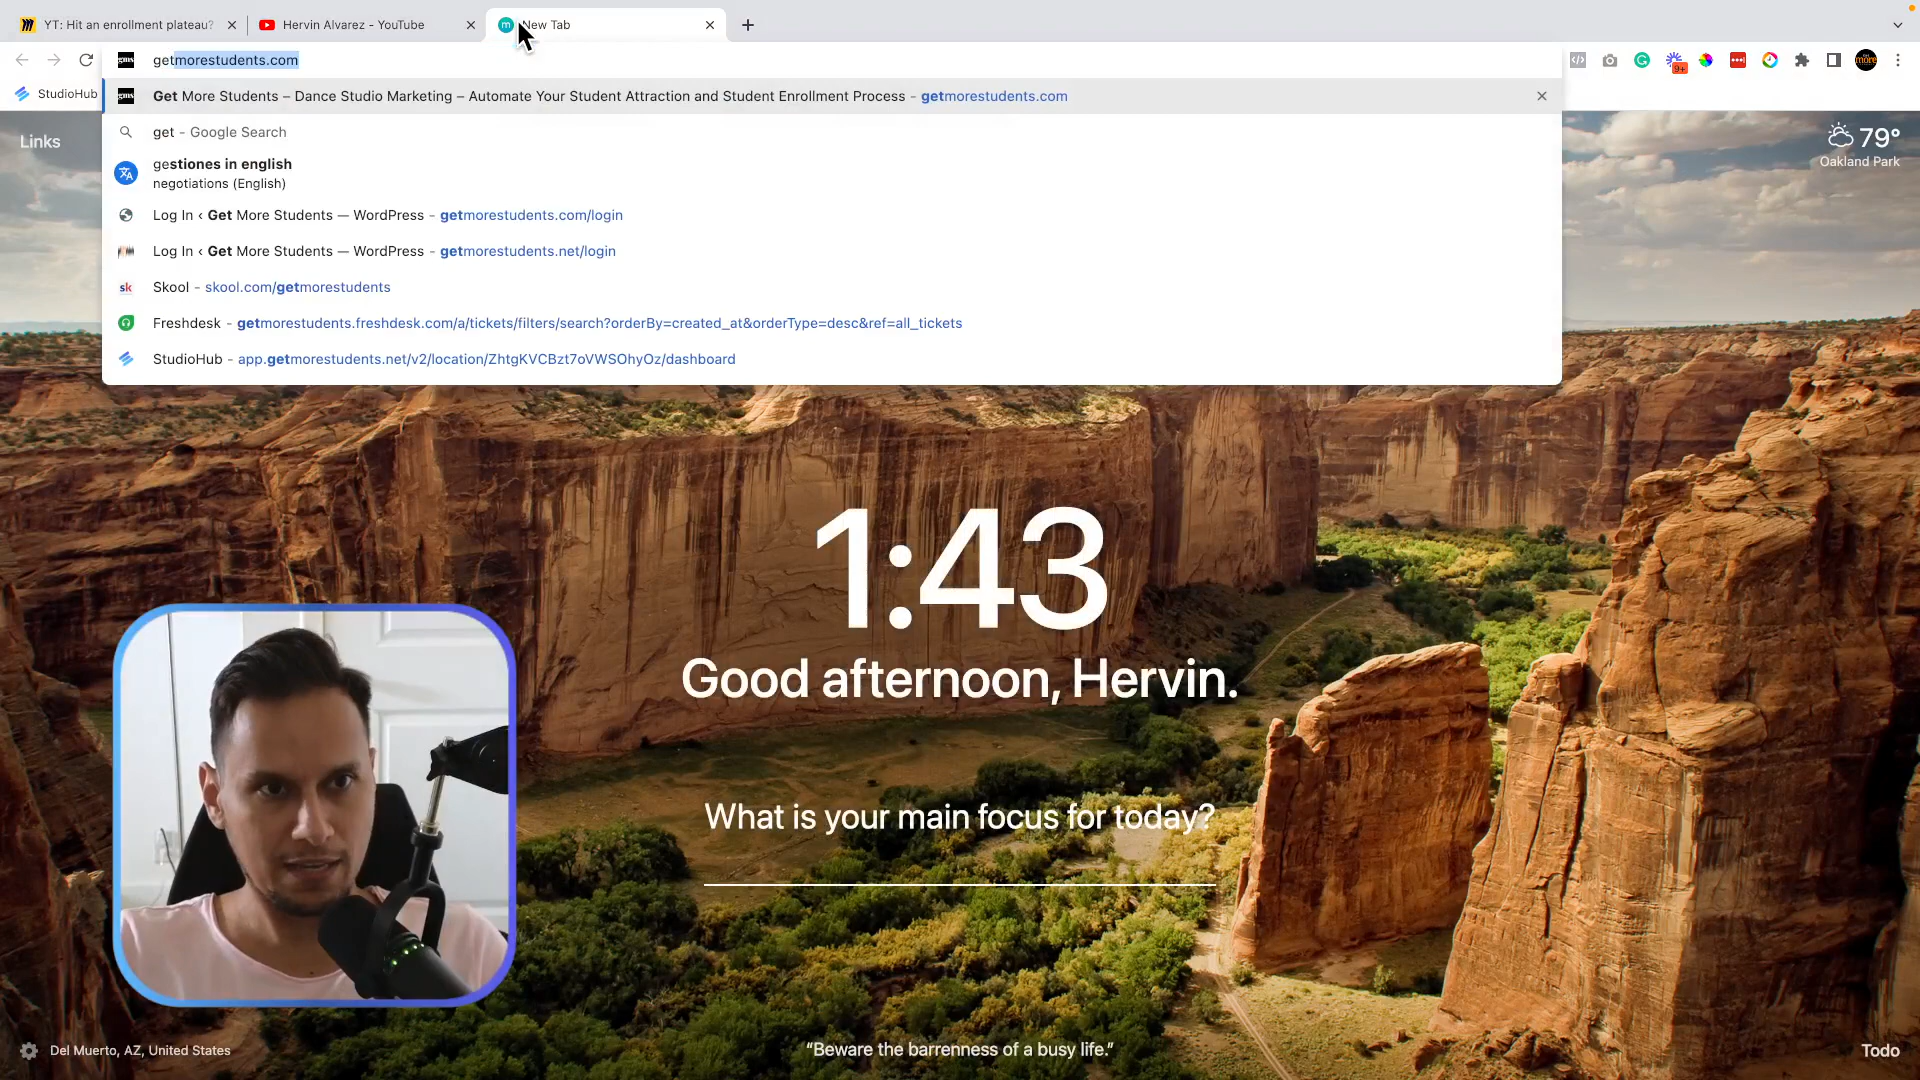 YT: Hit an enrollment plateau?
Hervin Alvarez - YouTube
New Tab
getmorestudents.com
StudioHub
Get More Students – Dance Studio Marketing – Automate Your Student Attraction and Student Enrollment Process - getmorestudents.com
get - Google Search
gestiones in english
negotiations (English)
Log In ‹ Get More Students — WordPress - getmorestudents.com/login
Log In ‹ Get More Students — WordPress - getmorestudents.net/login
Skool - skool.com/getmorestudents
Freshdesk - getmorestudents.freshdesk.com/a/tickets/filters/search?orderBy=created_at&orderType=desc&ref=all_tickets
StudioHub - app.getmorestudents.net/v2/location/ZhtgKVCBzt7oVWSOhyOz/dashboard
9+
more
gms
gms
sk
m
Links
79°
Oakland Park
1:43
Good afternoon, Hervin.
What is your main focus for today?
Del Muerto, AZ, United States
“Beware the barrenness of a busy life.”
Todo